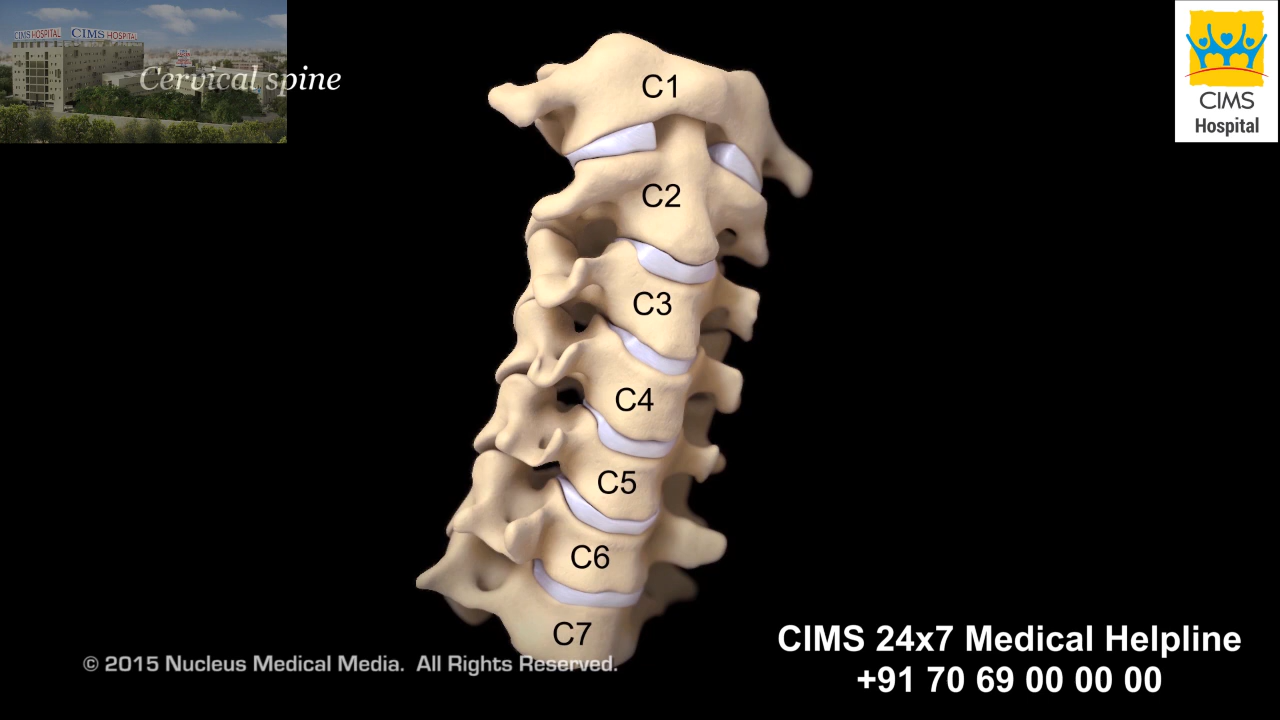 CIMS HOSPITAL
CIMS HOSPITAL
Cervical spine
CIMS
Hospital
C1
C2
C3
C4
C5
C6
C7
© 2015 Nucleus Medical Media. All Rights Reserved.
CIMS 24x7 Medical Helpline
+91 70 69 00 00 00